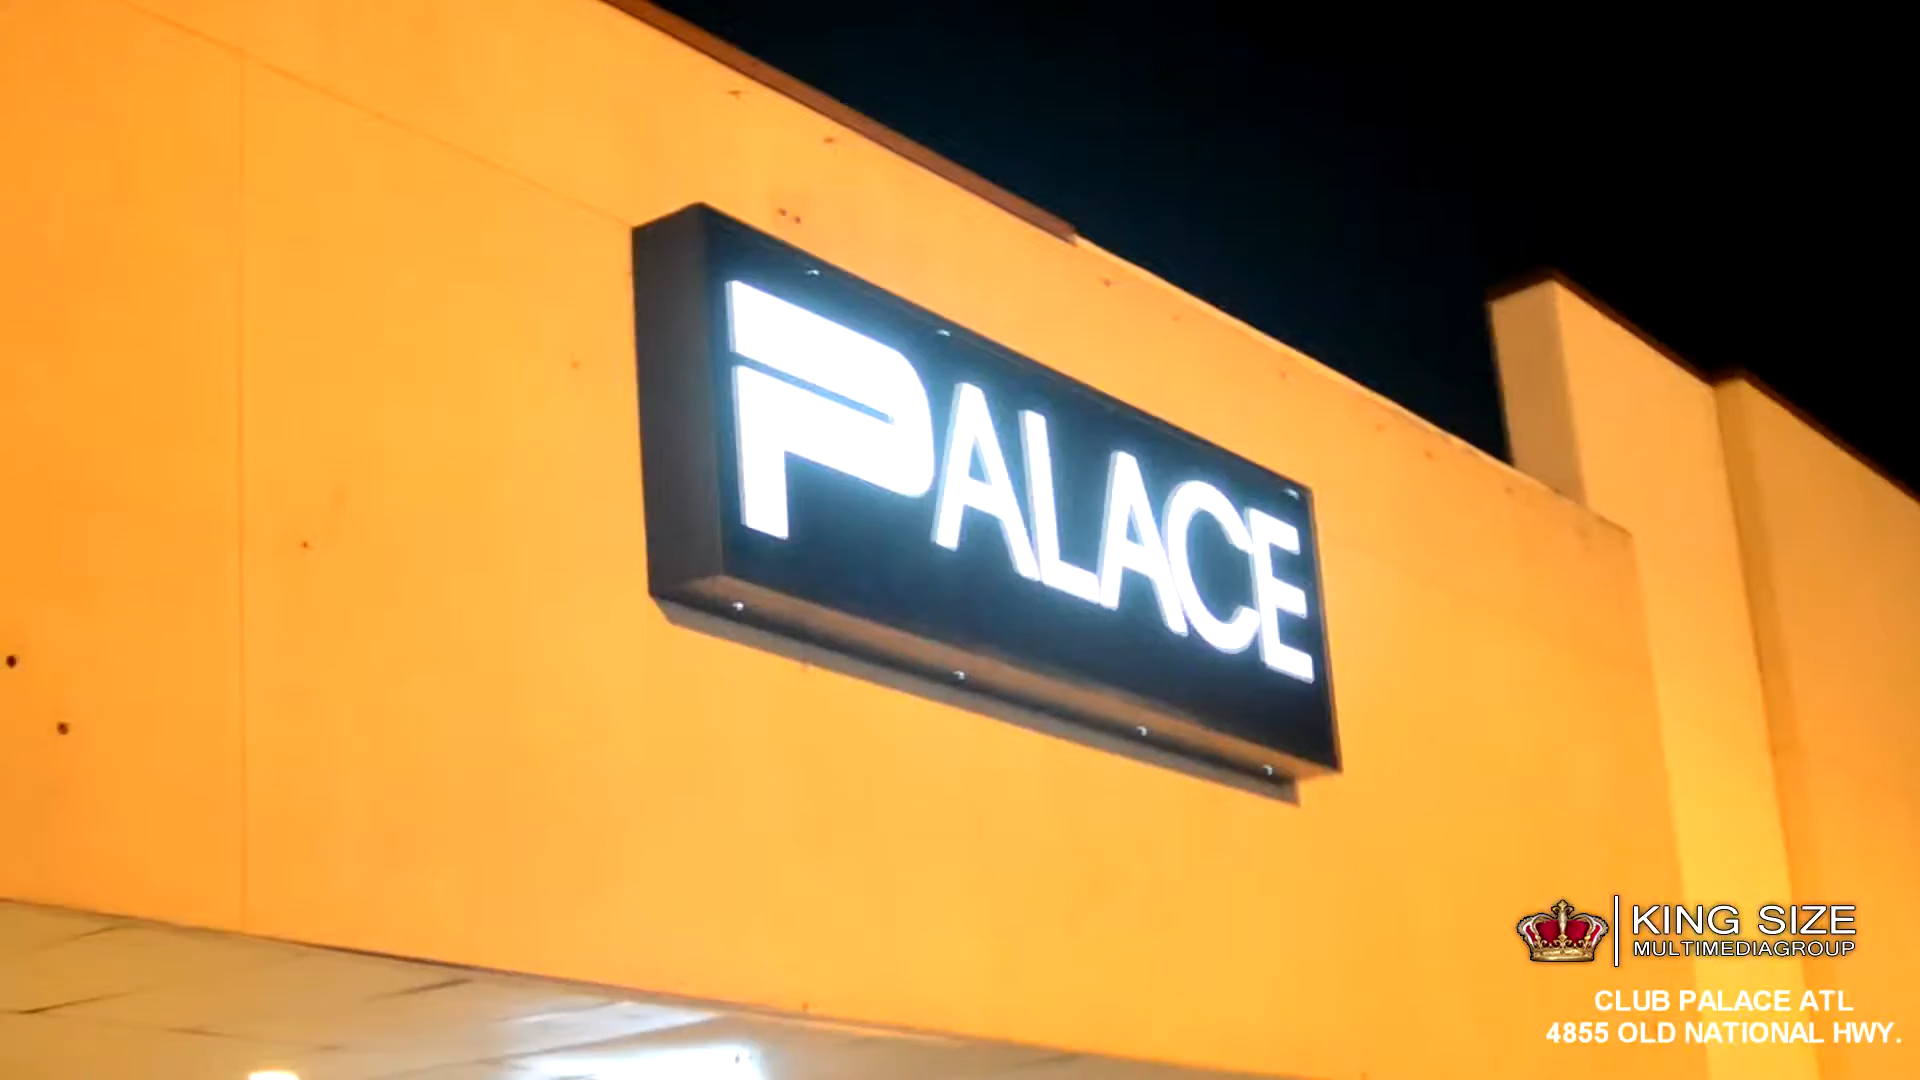 PALACE
KING SIZE
MULTIMEDIAGROUP
CLUB PALACE ATL
4855 OLD NATIONAL HWY.